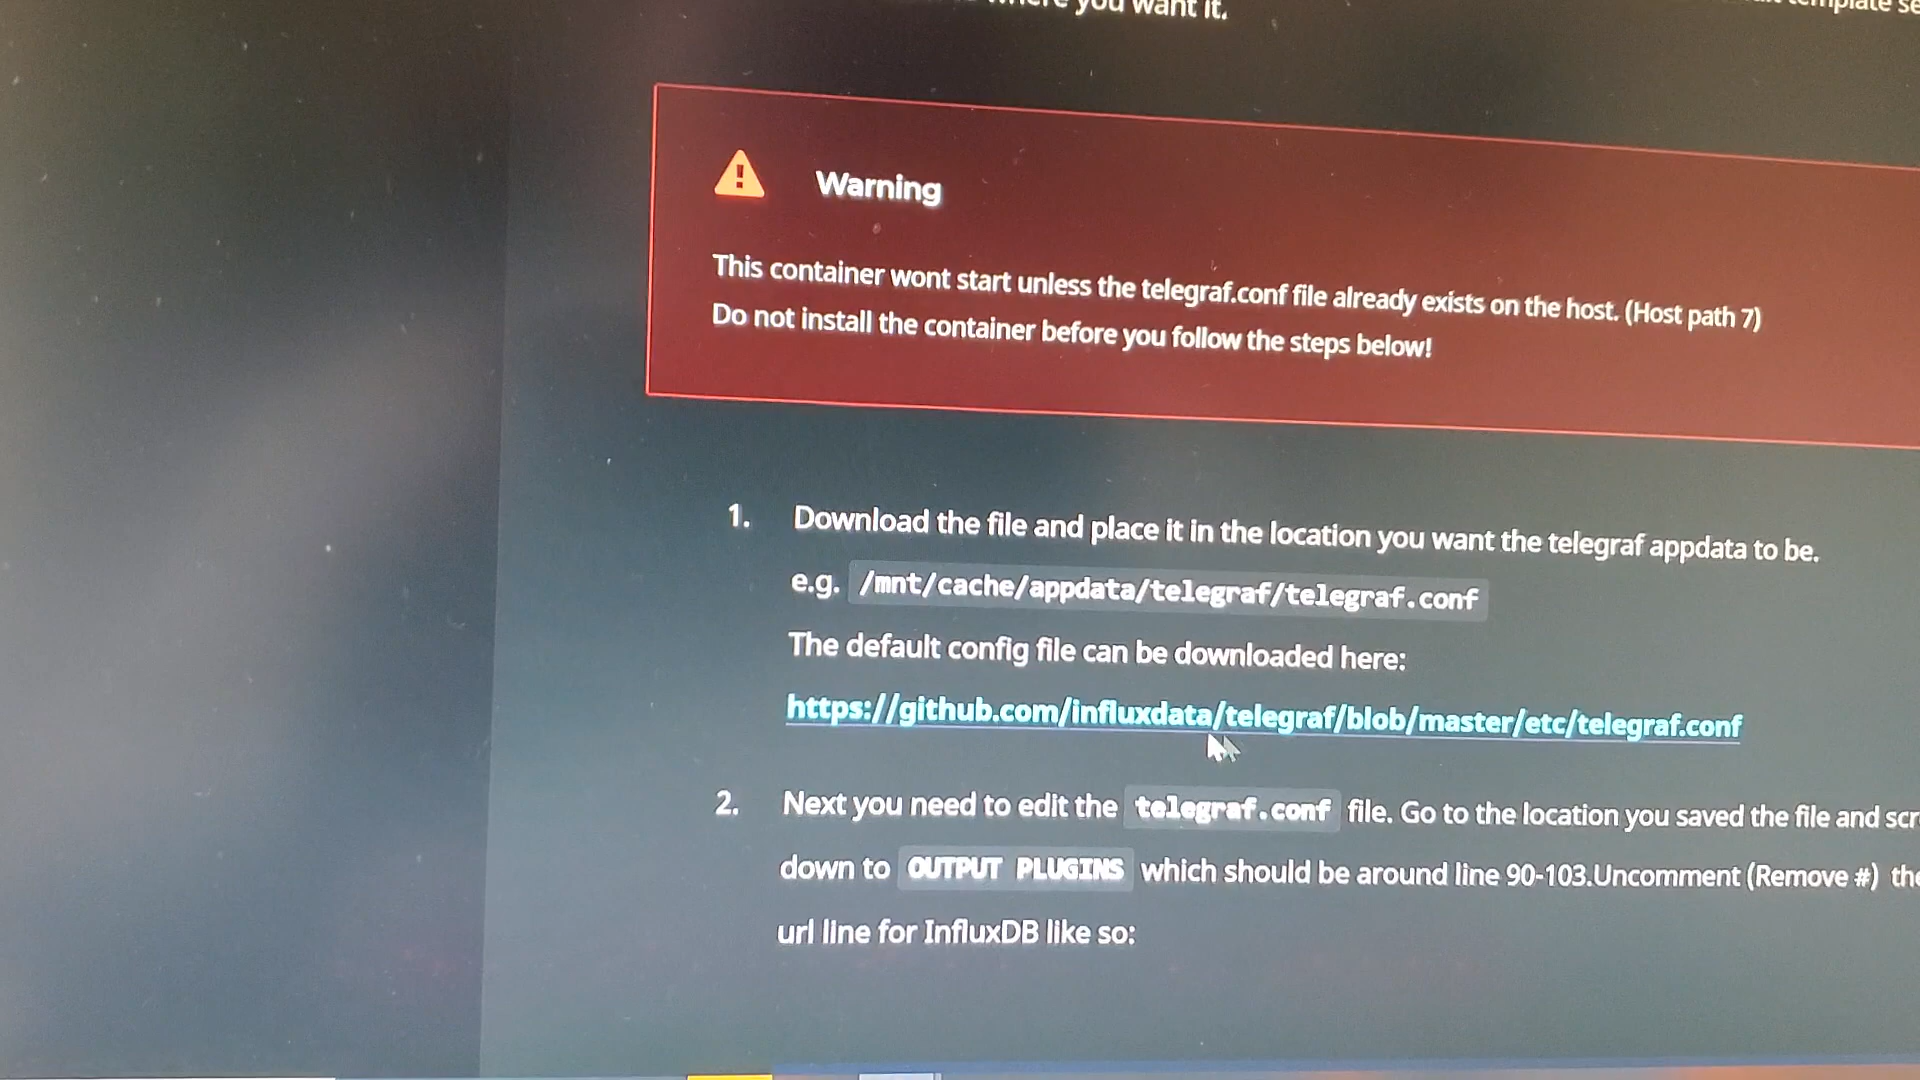 you want it.
Warning
This container wont start unless the telegraf.conf file already exists on the host. (Host path 7)
Do not install the container before you follow the steps below!
1. Download the file and place it in the location you want the telegraf appdata to be.
e.g. /mnt/cache/appdata/telegraf/telegraf.conf
The default config file can be downloaded here:
https://github.com/influxdata/telegraf/blob/master/etc/telegraf.conf
2. Next you need to edit the telegraf.conf file. Go to the location you saved the file and
down to OUTPUT PLUGINS which should be around line 90-103.Uncomment (Remove #)
url line for InfluxDB like so: